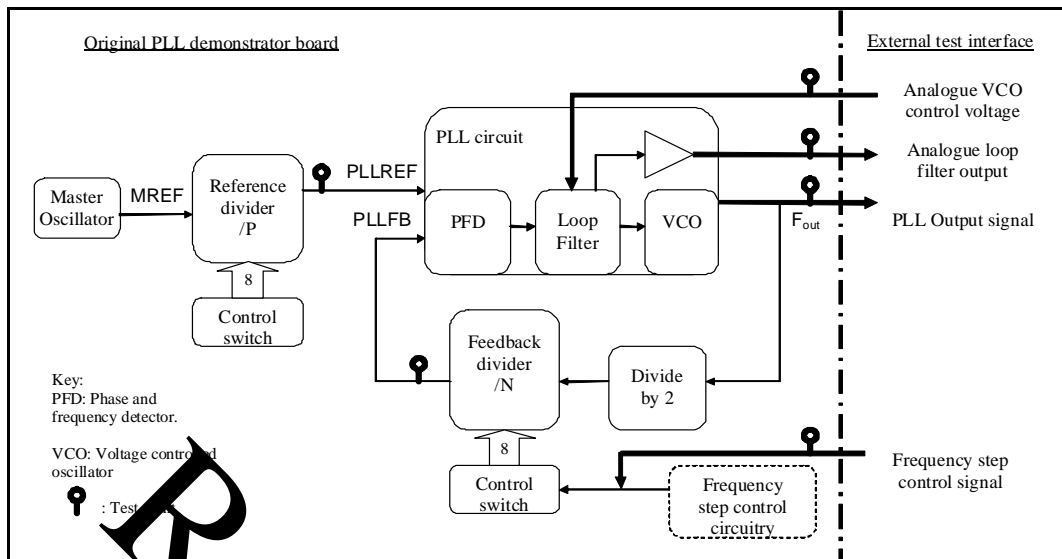 Original PLL demonstrator board
External test interface
Analogue VCO
control voltage
PLL circuit
Analogue loop
filter output
Reference
divider
/P
PLLREF
Master
Oscillator
MREF
PLLFB
PFD
Loop
Filter
VCO
Fout
PLL Output signal
8
Control
switch
Feedback
divider
/N
Divide
by 2
Key:
PFD: Phase and
frequency detector.
8
VCO: Voltage controlled
oscillator
: Test
Control
switch
Frequency
step control
circuitry
Frequency step
control signal
R